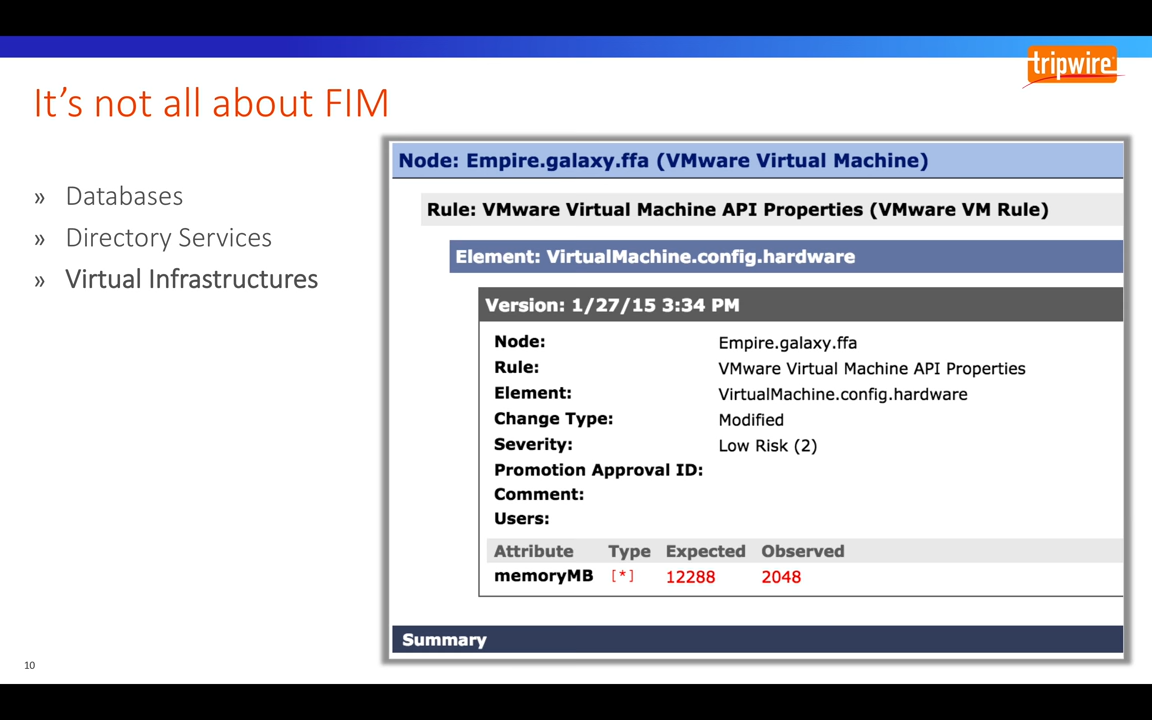 tripwire
It's not all about FIM
» Databases
» Directory Services
» Virtual Infrastructures
Node: Empire.galaxy.ffa (VMware Virtual Machine)
Rule: VMware Virtual Machine API Properties (VMware VM Rule)
Element: VirtualMachine.config.hardware
Version: 1/27/15 3:34 PM
Node: Empire.galaxy.ffa
Rule: VMware Virtual Machine API Properties
Element: VirtualMachine.config.hardware
Change Type: Modified
Severity: Low Risk (2)
Promotion Approval ID:
Comment:
Users:
Attribute Type Expected Observed
memoryMB [*] 12288 2048
Summary
10